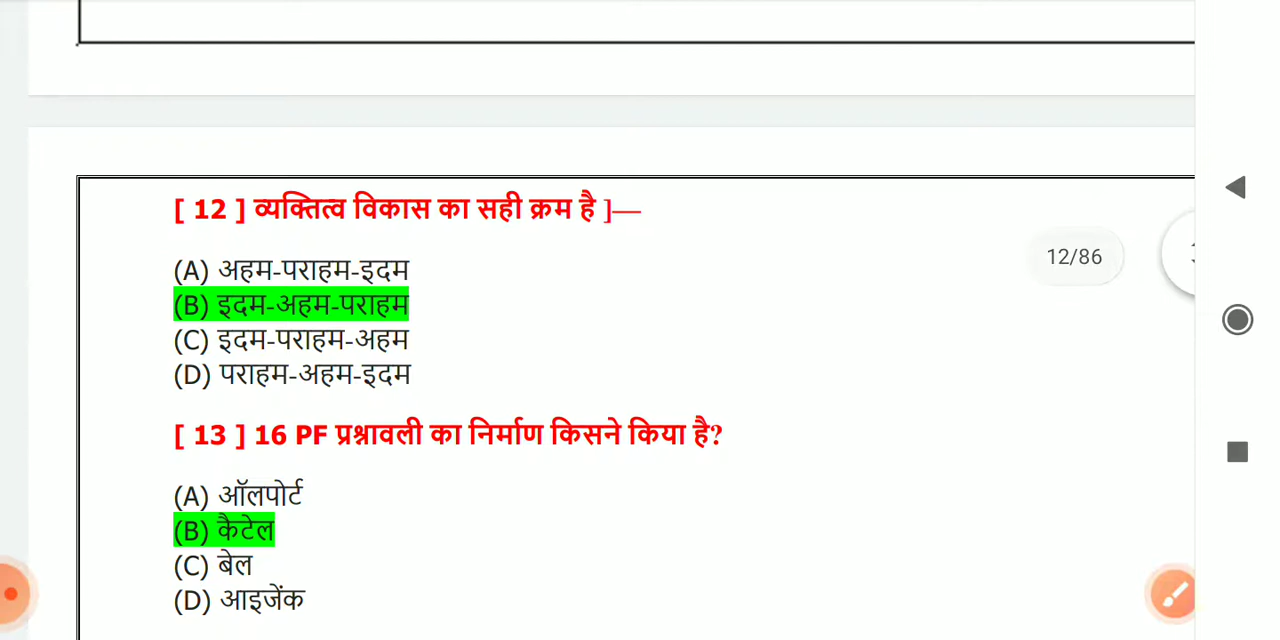 [ 12 ] व्यक्तित्व विकास का सही क्रम है ]—
12/86
(A) अहम-पराहम-इदम
(B) इदम-अहम-पराहम
(C) इदम-पराहम-अहम
(D) पराहम-अहम-इदम
[ 13 ] 16 PF प्रश्नावली का निर्माण किसने किया है?
(A) ऑलपोर्ट
(B) कैटेल
(C) बेल
(D) आइजेंक